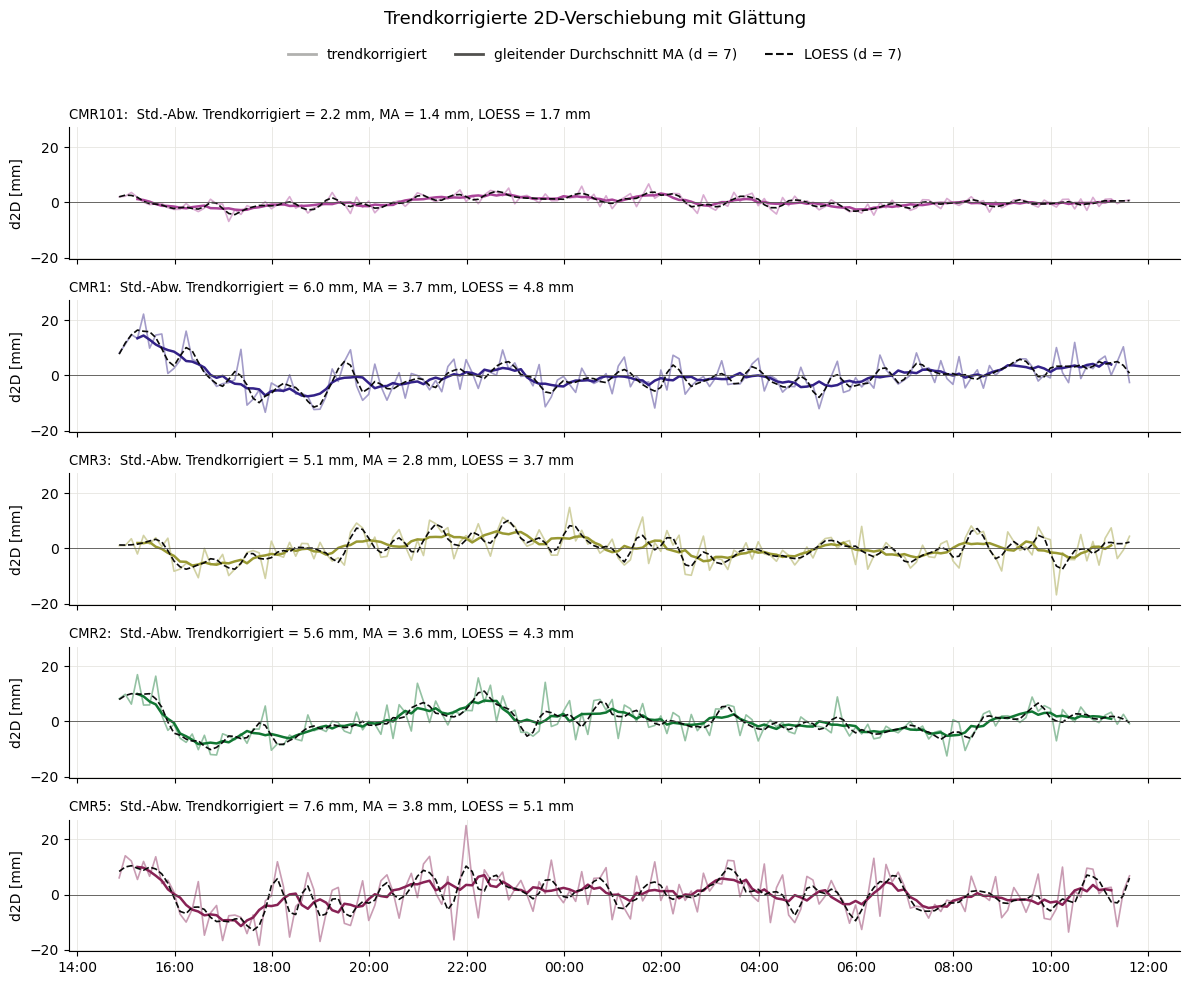 Trendkorrigierte 2D-Verschiebung mit Glättung
trendkorrigiert gleitender Durchschnitt MA (d = 7) LOESS (d = 7)
CMR101:  Std.-Abw. Trendkorrigiert = 2.2 mm, MA = 1.4 mm, LOESS = 1.7 mm
d2D [mm]
20
0
−20
CMR1:  Std.-Abw. Trendkorrigiert = 6.0 mm, MA = 3.7 mm, LOESS = 4.8 mm
d2D [mm]
20
0
−20
CMR3:  Std.-Abw. Trendkorrigiert = 5.1 mm, MA = 2.8 mm, LOESS = 3.7 mm
d2D [mm]
20
0
−20
CMR2:  Std.-Abw. Trendkorrigiert = 5.6 mm, MA = 3.6 mm, LOESS = 4.3 mm
d2D [mm]
20
0
−20
CMR5:  Std.-Abw. Trendkorrigiert = 7.6 mm, MA = 3.8 mm, LOESS = 5.1 mm
d2D [mm]
20
0
−20
14:00 16:00 18:00 20:00 22:00 00:00 02:00 04:00 06:00 08:00 10:00 12:00